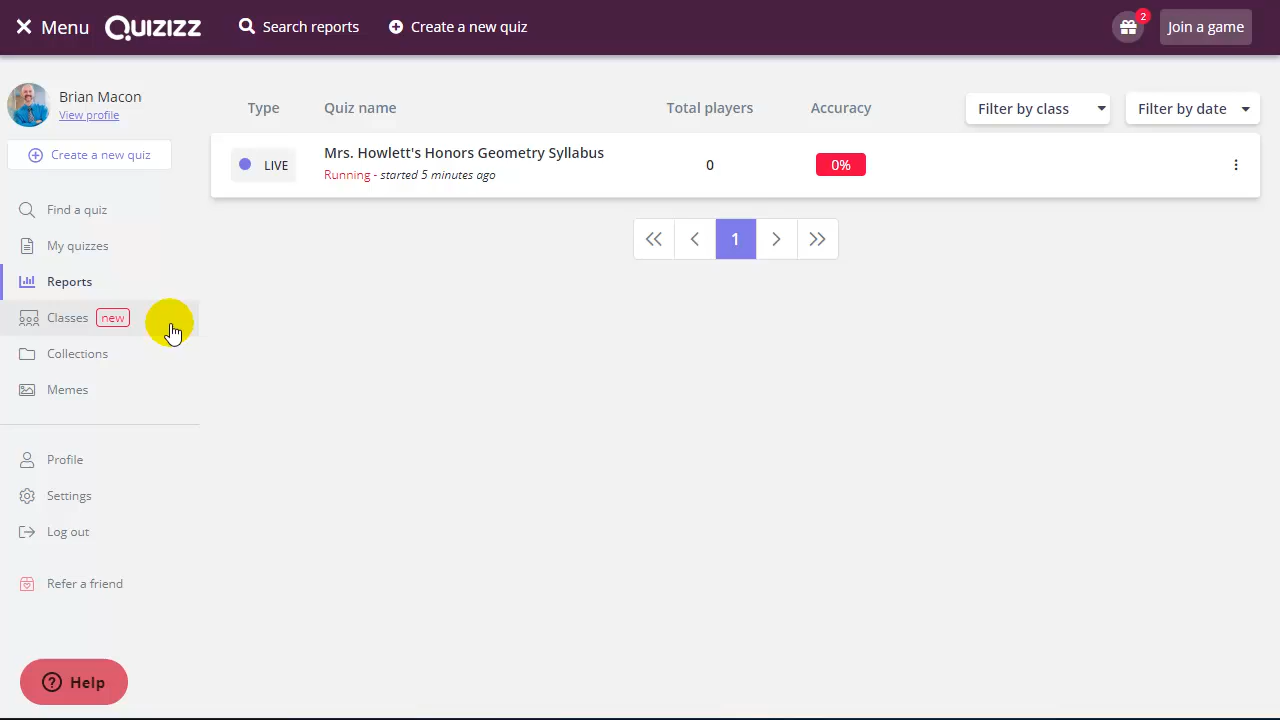 Menu QUIZIZZ Search reports Create a new quiz 2 Join a game
Brian Macon
View profile
Create a new quiz
Find a quiz
My quizzes
Reports
Classes new
Collections
Memes
Profile
Settings
Log out
Refer a friend
Help
Type Quiz name Total players Accuracy Filter by class Filter by date
LIVE Mrs. Howlett's Honors Geometry Syllabus 0 0%
Running - started 5 minutes ago
1